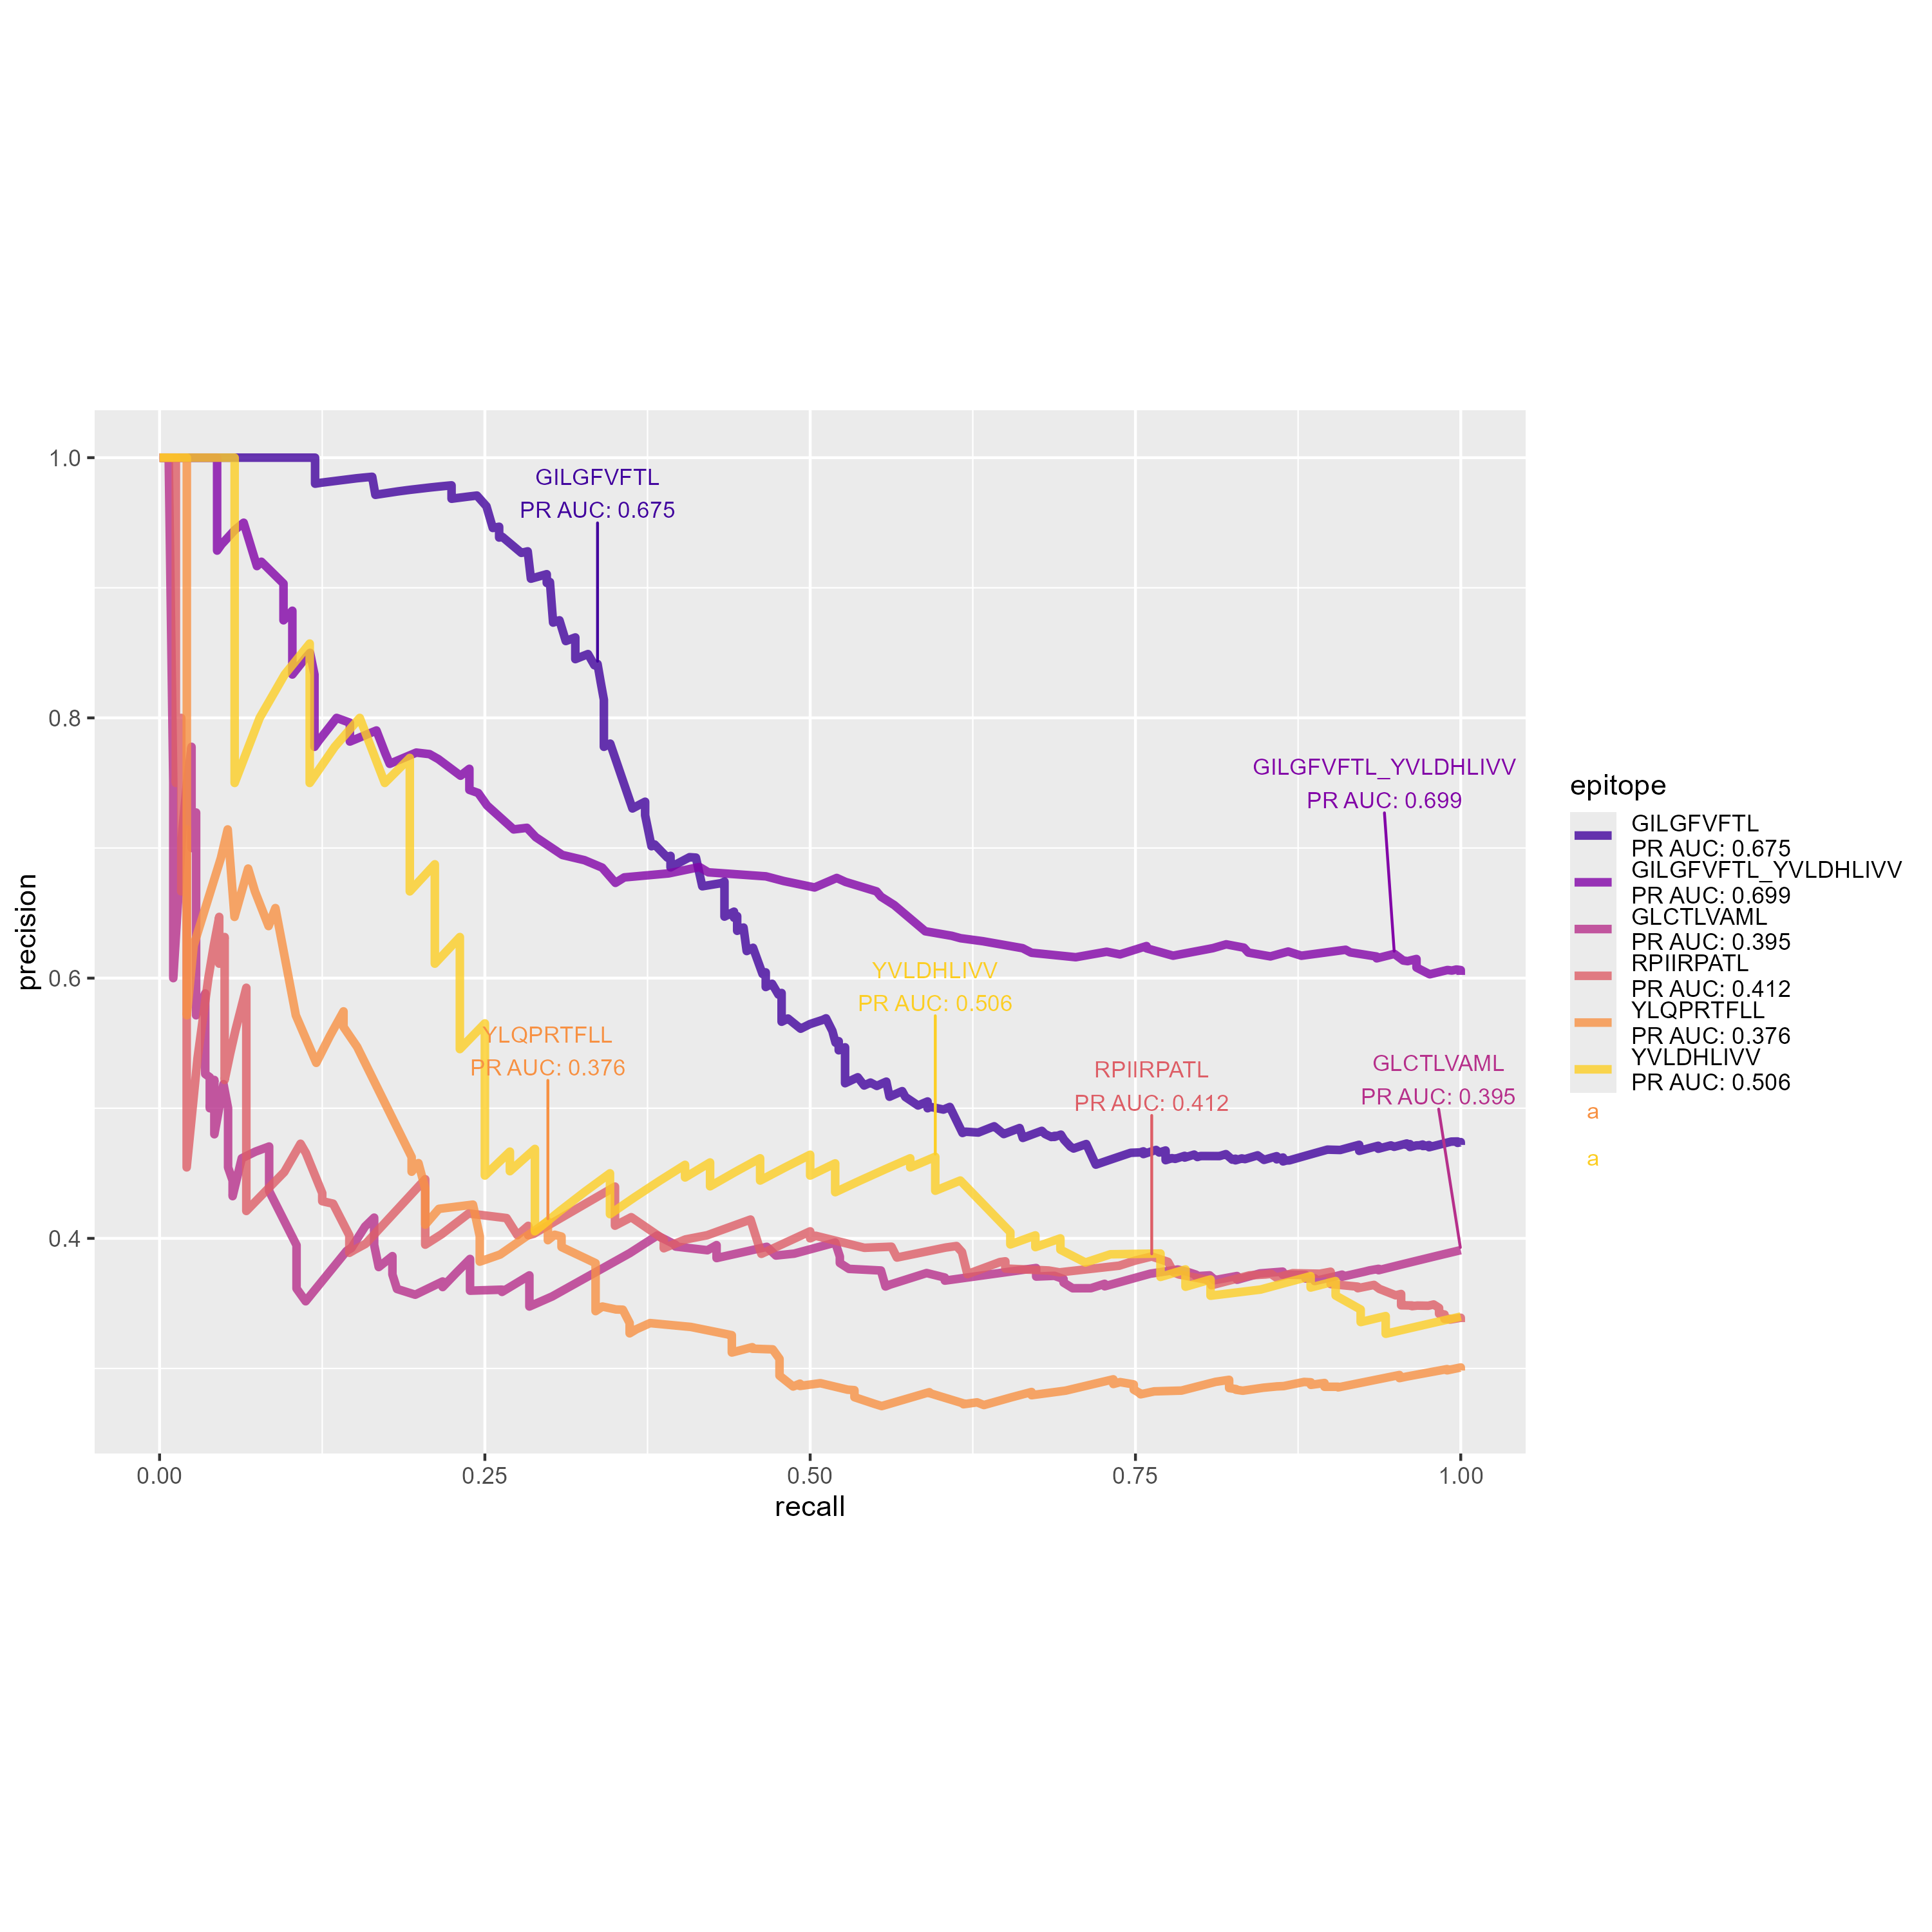 1.0
0.8
0.6
0.4
precision
GILGFVFTL
PR AUC: 0.675
GILGFVFTL_YVLDHLIVV
PR AUC: 0.699
YVLDHLIVV
PR AUC: 0.506
YLQPRTFLL
PR AUC: 0.376
RPIIRPATL
PR AUC: 0.412
GLCTLVAML
PR AUC: 0.395
0.00
0.25
0.50
0.75
1.00
recall
epitope
GILGFVFTL
PR AUC: 0.675
GILGFVFTL_YVLDHLIVV
PR AUC: 0.699
GLCTLVAML
PR AUC: 0.395
RPIIRPATL
PR AUC: 0.412
YLQPRTFLL
PR AUC: 0.376
YVLDHLIVV
PR AUC: 0.506
a
a